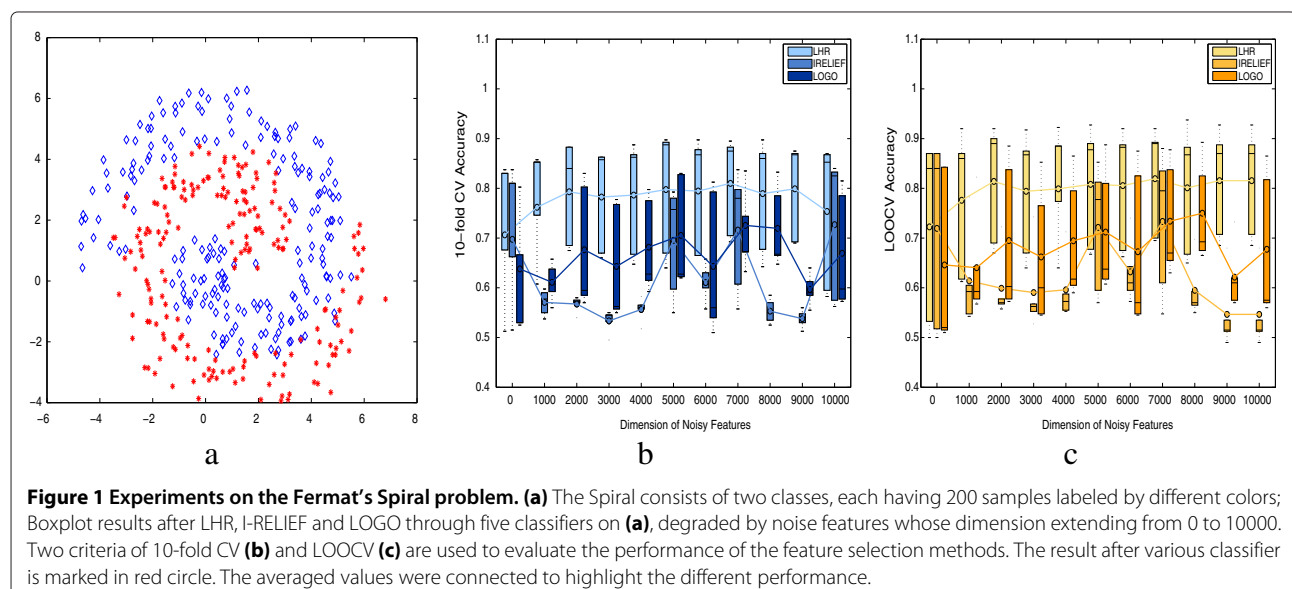 8
6
4
2
0
−2
−4
−6 −4 −2 0 2 4 6 8
a
1.1
1
0.9
0.8
0.7
0.6
0.5
0.4
10−fold CV Accuracy
LHR
IRELIEF
LOGO
0 1000 2000 3000 4000 5000 6000 7000 8000 9000 10000
Dimension of Noisy Features
b
1.1
1
0.9
0.8
0.7
0.6
0.5
0.4
LOOCV Accuracy
LHR
IRELIEF
LOGO
0 1000 2000 3000 4000 5000 6000 7000 8000 9000 10000
Dimension of Noisy Features
c
Figure 1 Experiments on the Fermat's Spiral problem. (a) The Spiral consists of two classes, each having 200 samples labeled by different colors;
Boxplot results after LHR, I-RELIEF and LOGO through five classifiers on (a), degraded by noise features whose dimension extending from 0 to 10000.
Two criteria of 10-fold CV (b) and LOOCV (c) are used to evaluate the performance of the feature selection methods. The result after various classifier
is marked in red circle. The averaged values were connected to highlight the different performance.